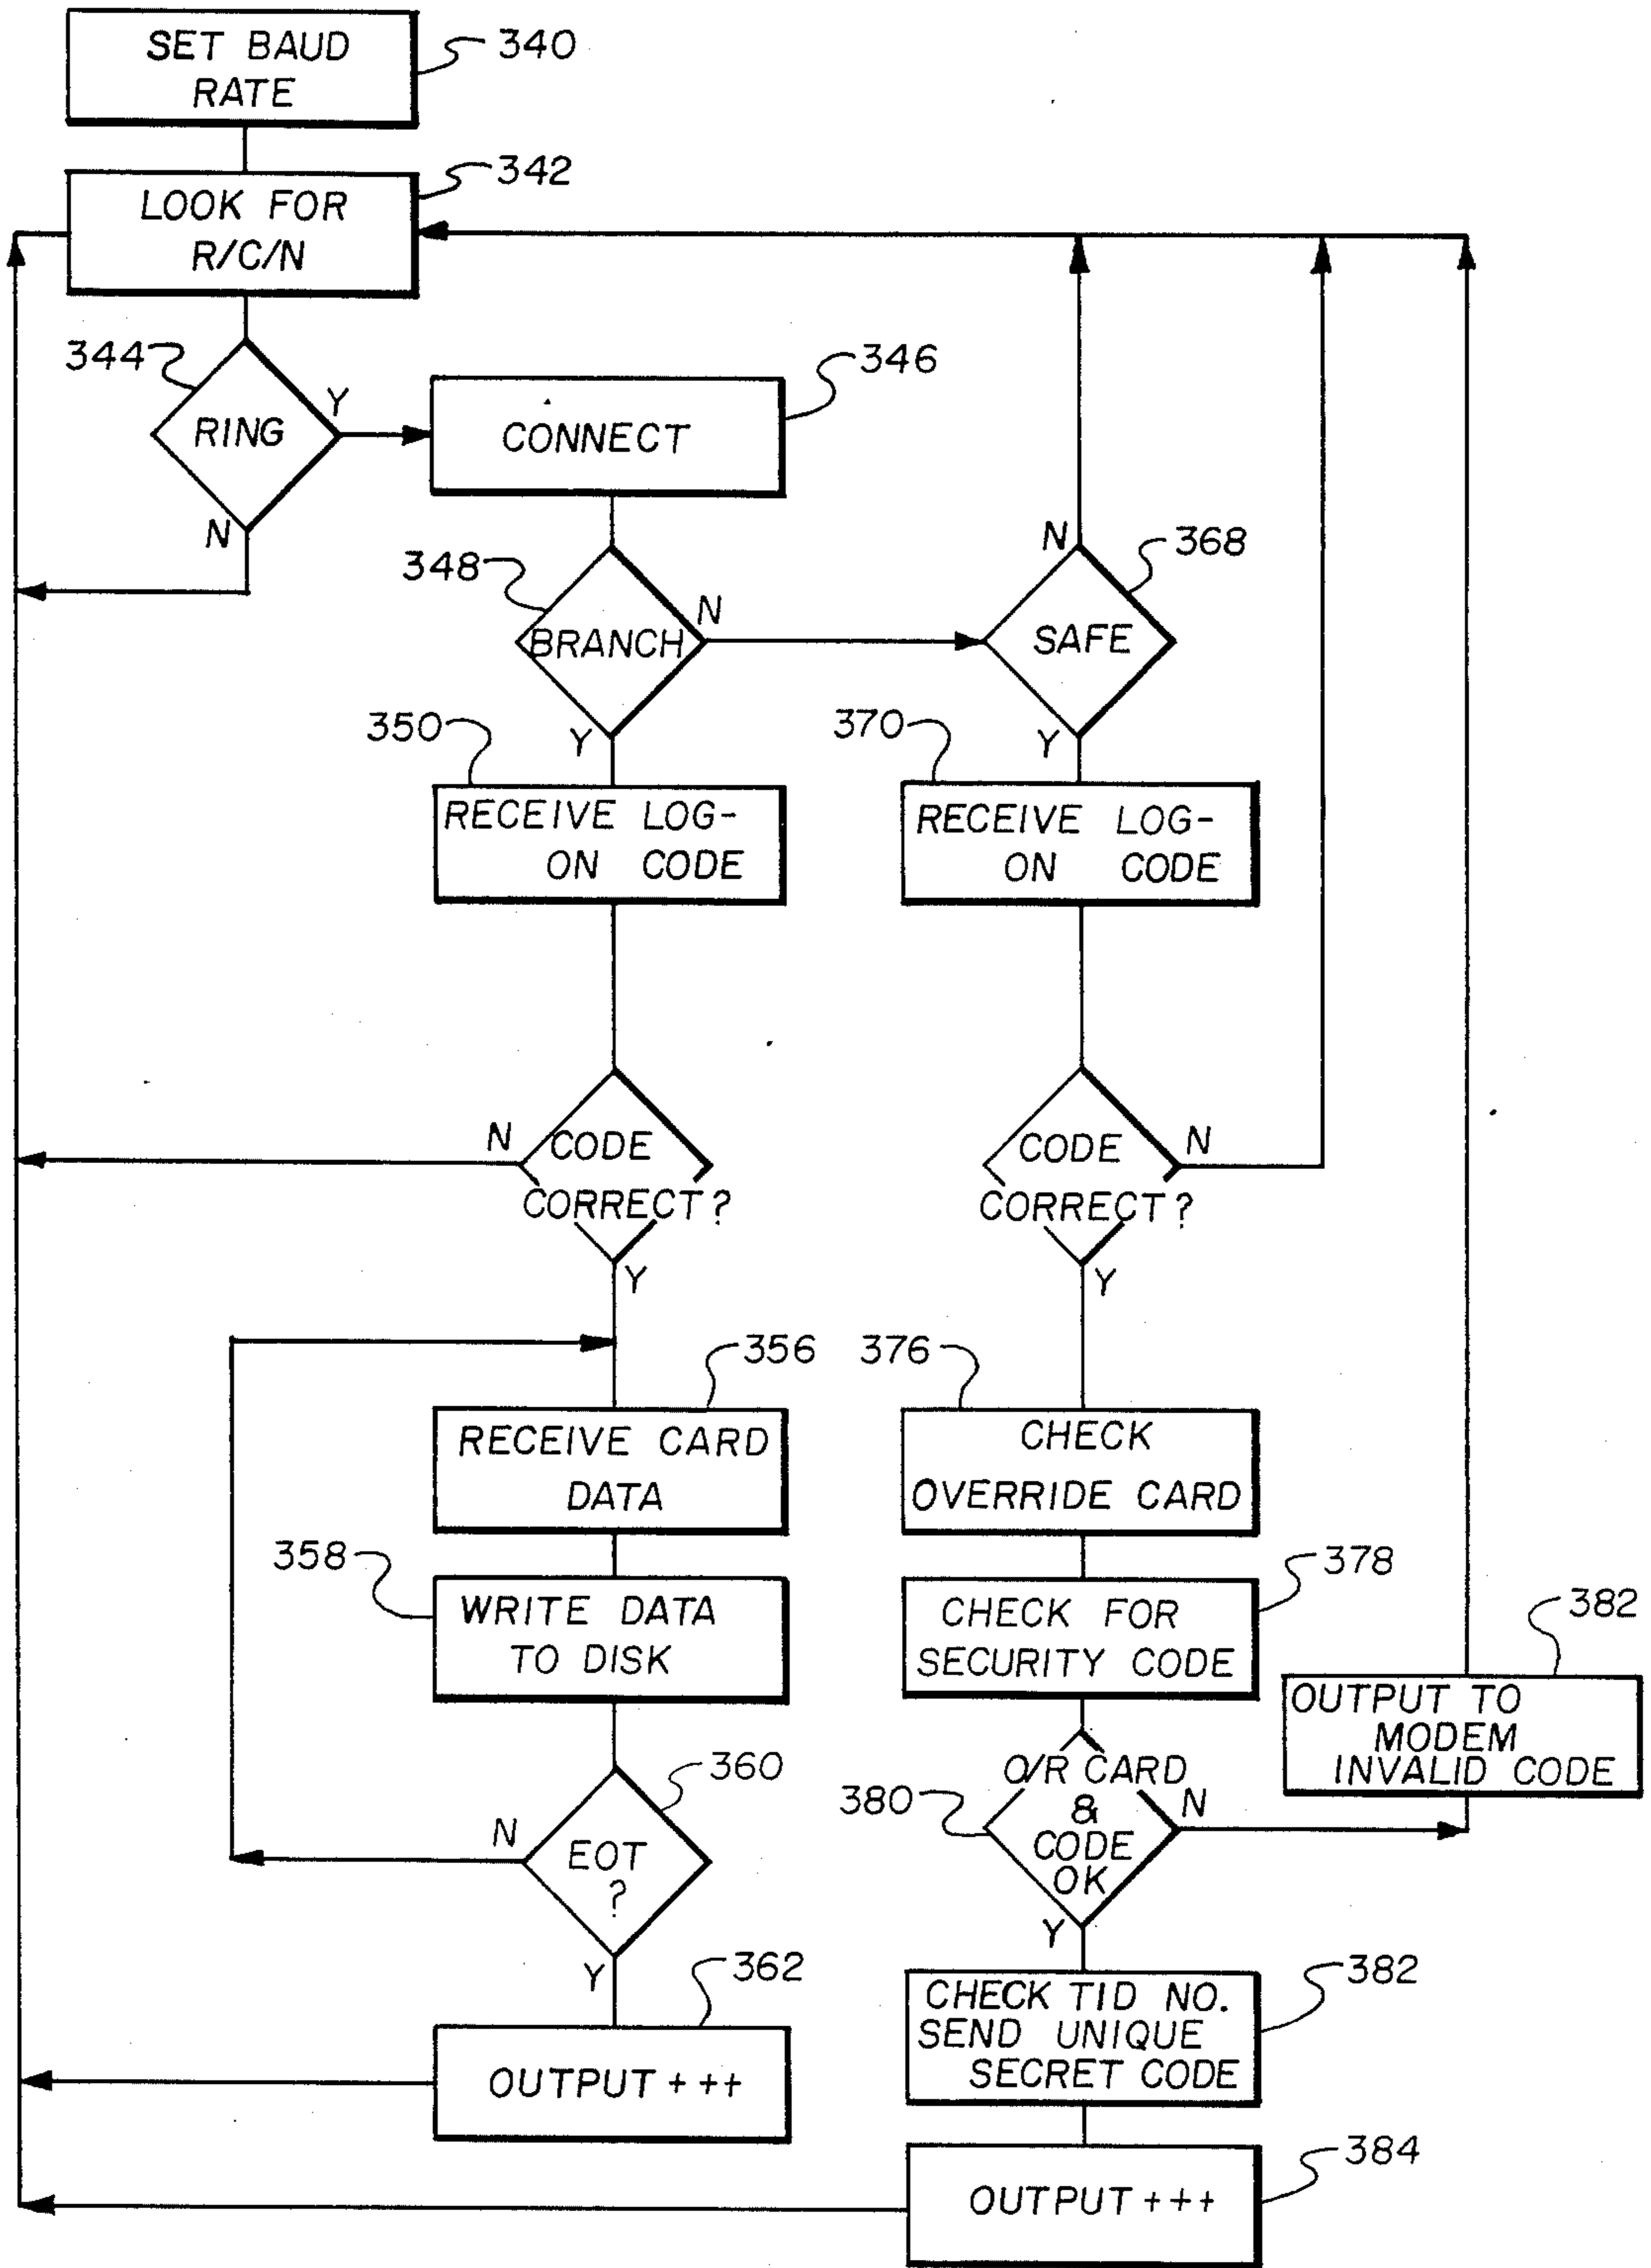 SET BAUD
RATE
340
LOOK FOR
R/C/N
342
344
RING
Y
N
CONNECT
346
348
BRANCH
N
Y
SAFE
368
N
Y
350
RECEIVE LOG-
ON CODE
370
RECEIVE LOG-
ON CODE
N
CODE
CORRECT?
Y
CODE
CORRECT?
N
Y
356
RECEIVE CARD
DATA
376
CHECK
OVERRIDE CARD
358
WRITE DATA
TO DISK
378
CHECK FOR
SECURITY CODE
382
OUTPUT TO
MODEM
INVALID CODE
360
N
EOT
?
Y
380
O/R CARD
&
CODE
OK
N
Y
362
OUTPUT +++
382
CHECK TID NO.
SEND UNIQUE
SECRET CODE
384
OUTPUT +++